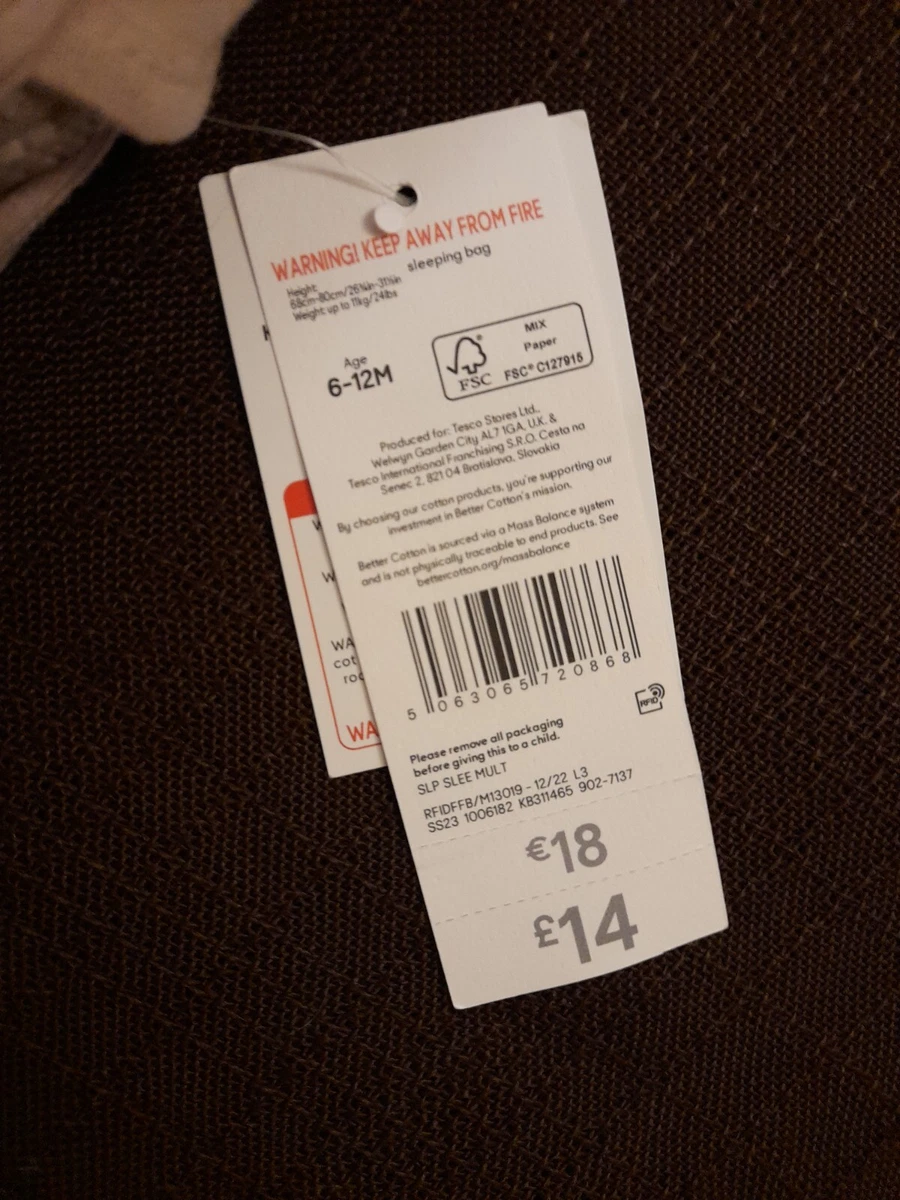 WARNING! KEEP AWAY FROM FIRE
sleeping bag
Height:
68cm-80cm/26¾in-31½in
Weight: up to 11kg/24lbs
Age
6-12M
FSC®
MIX
Paper
FSC® C127915
Produced for: Tesco Stores Ltd.,
Welwyn Garden City AL7 1GA, U.K. &
Tesco International Franchising S.R.O. Cesta na
Senec 2, 821 04 Bratislava, Slovakia
By choosing our cotton products, you're supporting our
investment in Better Cotton's mission.
Better Cotton is sourced via a Mass Balance system
and is not physically traceable to end products. See
bettercotton.org/massbalance
5 063065 720868
RFID
Please remove all packaging
before giving this to a child.
SLP SLEE MULT
RFIDFFB/M13019 - 12/22 L3
SS23 1006182 KB311465 902-7137
€18
£14
WA
cot
WA